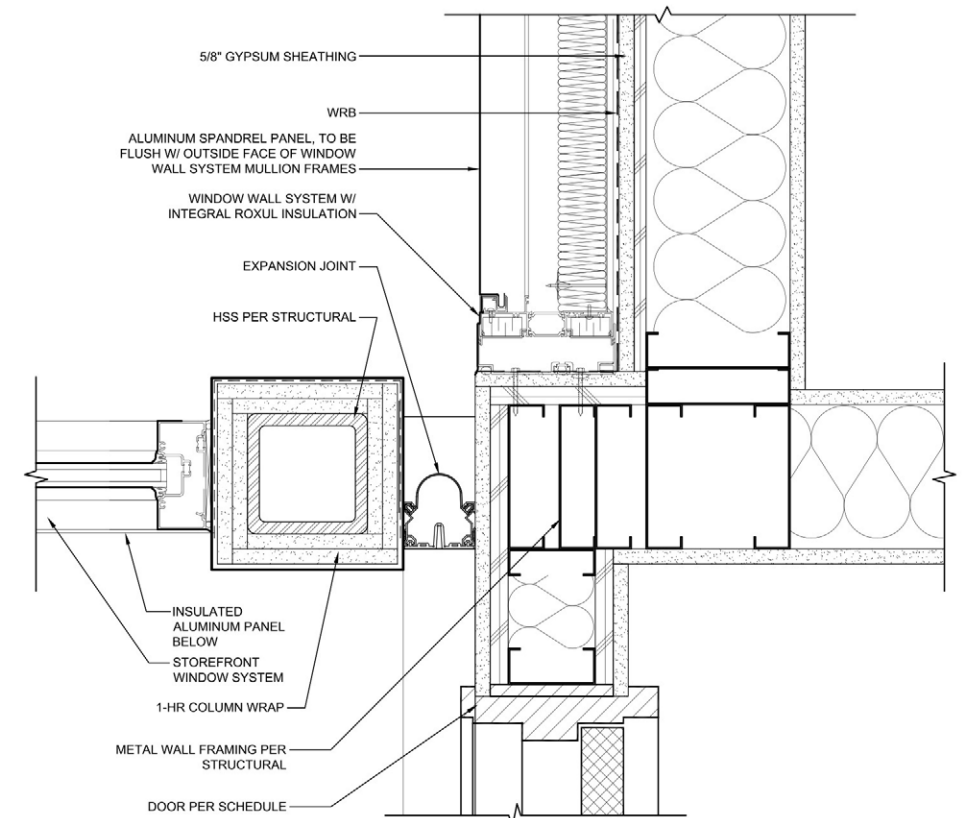 5/8" GYPSUM SHEATHING
WRB
ALUMINUM SPANDREL PANEL, TO BE
FLUSH W/ OUTSIDE FACE OF WINDOW
WALL SYSTEM MULLION FRAMES
WINDOW WALL SYSTEM W/
INTEGRAL ROXUL INSULATION
EXPANSION JOINT
HSS PER STRUCTURAL
INSULATED
ALUMINUM PANEL
BELOW
STOREFRONT
WINDOW SYSTEM
1-HR COLUMN WRAP
METAL WALL FRAMING PER
STRUCTURAL
DOOR PER SCHEDULE